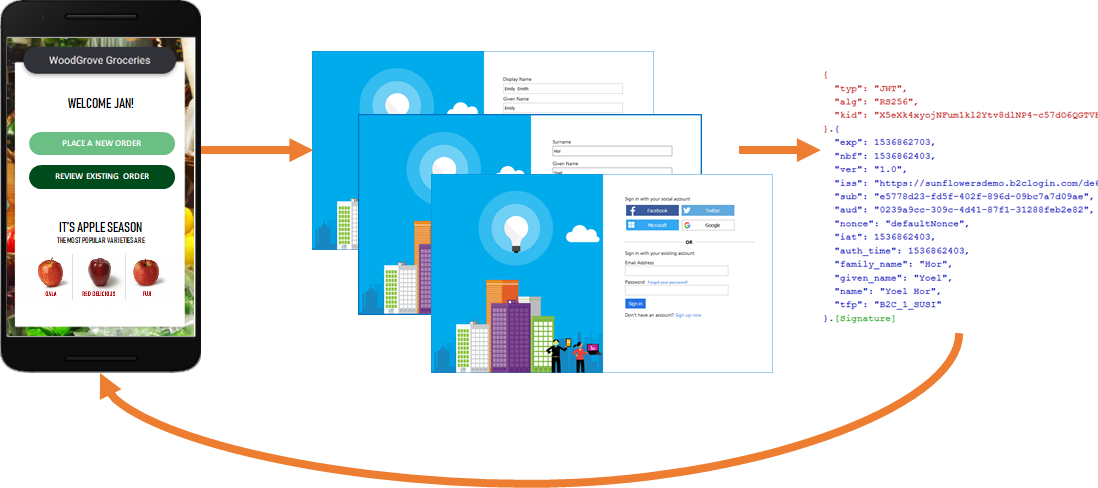 WoodGrove Groceries
WELCOME JAN!
PLACE A NEW ORDER
REVIEW EXISTING ORDER
IT'S APPLE SEASON
THE MOST POPULAR VARIETIES ARE
GALA
RED DELICIOUS
FUJI
Display Name
Emily Smith
Given Name
Emily
Surname
Hor
Given Name
Yoel
Sign in with your social account
Facebook
Twitter
Microsoft
Google
OR
Sign in with your existing account
Email Address
Password Forgot your password?
Sign in
Don't have an account? Sign up now
{
"typ": "JWT",
"alg": "RS256",
"kid": "X5eXk4xyojNFum1kl2Ytv8dlNP4-c57dO6QGTVB
}.{
"exp": 1536862703,
"nbf": 1536862403,
"ver": "1.0",
"iss": "https://sunflowersdemo.b2clogin.com/de6
"sub": "e5778d23-fd5f-402f-896d-09bc7a7d09ae",
"aud": "0239a9cc-309c-4d41-87f1-31288feb2e82",
"nonce": "defaultNonce",
"iat": 1536862403,
"auth_time": 1536862403,
"family_name": "Hor",
"given_name": "Yoel",
"name": "Yoel Hor",
"tfp": "B2C_1_SUSI"
}.[Signature]